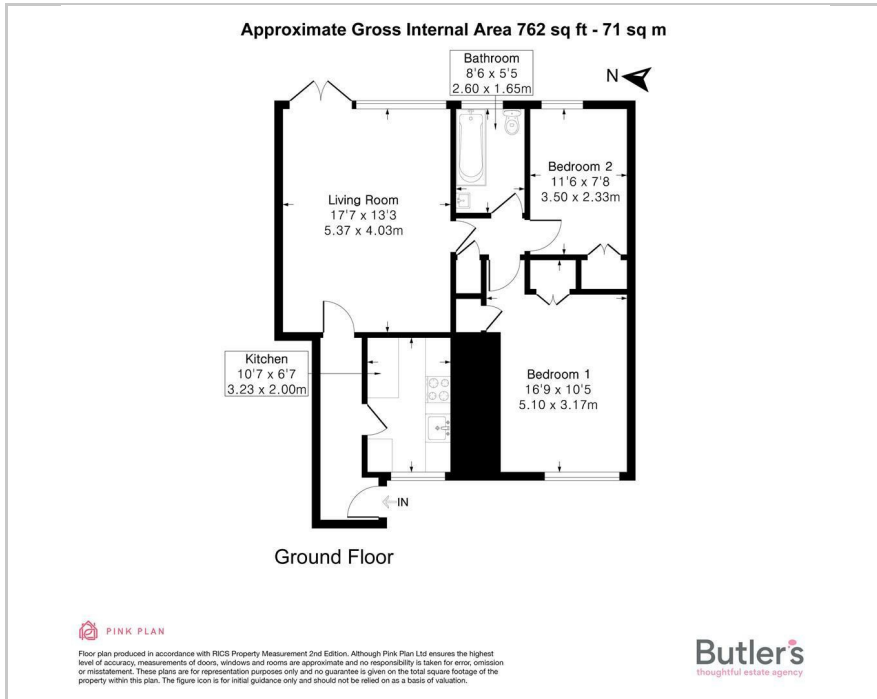 Approximate Gross Internal Area 762 sq ft - 71 sq m
Bathroom
8'6 x 5'5
2.60 x 1.65m
N
Bedroom 2
11'6 x 7'8
3.50 x 2.33m
Living Room
17'7 x 13'3
5.37 x 4.03m
Kitchen
10'7 x 6'7
3.23 x 2.00m
Bedroom 1
16'9 x 10'5
5.10 x 3.17m
IN
Ground Floor
PINK PLAN
Floor plan produced in accordance with RICS Property Measurement 2nd Edition. Although Pink Plan Ltd ensures the highest
level of accuracy, measurements of doors, windows and rooms are approximate and no responsibility is taken for error, omission
or misstatement. These plans are for representation purposes only and no guarantee is given on the total square footage of the
property within this plan. The figure icon is for initial guidance only and should not be relied on as a basis of valuation.
Butler's
thoughtful estate agency